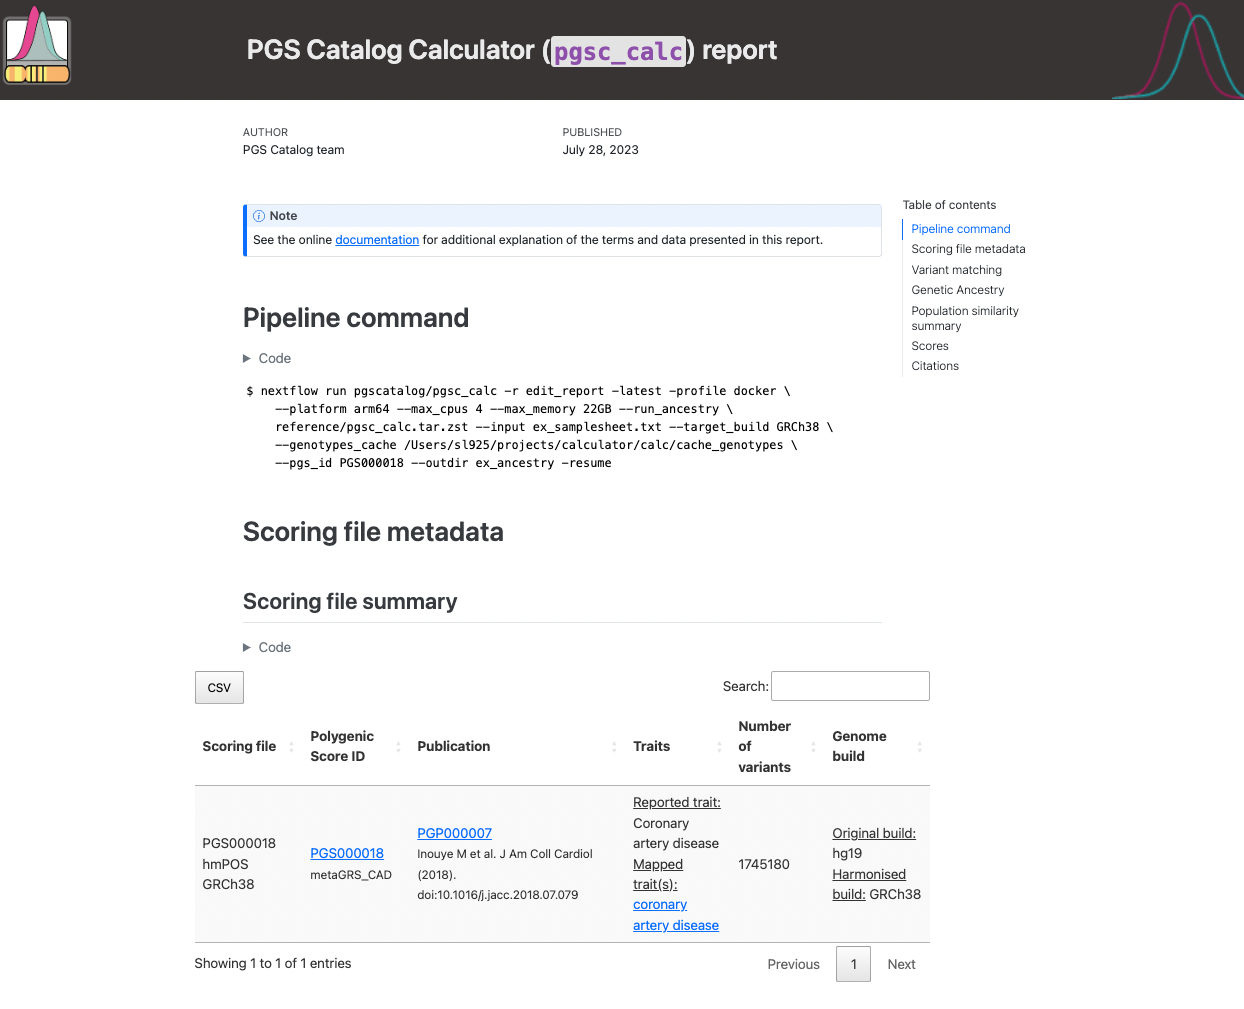 PGS Catalog Calculator (pgsc_calc) report
AUTHOR
PGS Catalog team
PUBLISHED
July 28, 2023
Note
See the online documentation for additional explanation of the terms and data presented in this report.
Table of contents
Pipeline command
Scoring file metadata
Variant matching
Genetic Ancestry
Population similarity
summary
Scores
Citations
Pipeline command
Code
$ nextflow run pgscatalog/pgsc_calc -r edit_report -latest -profile docker \
--platform arm64 --max_cpus 4 --max_memory 22GB --run_ancestry \
reference/pgsc_calc.tar.zst --input ex_samplesheet.txt --target_build GRCh38 \
--genotypes_cache /Users/sl925/projects/calculator/calc/cache_genotypes \
--pgs_id PGS000018 --outdir ex_ancestry -resume
Scoring file metadata
Scoring file summary
Code
CSV
Search:
Scoring file
Polygenic
Score ID
Publication
Traits
Number
of
variants
Genome
build
PGS000018
hmPOS
GRCh38
PGS000018
metaGRS_CAD
PGP000007
Inouye M et al. J Am Coll Cardiol
(2018).
doi:10.1016/j.jacc.2018.07.079
Reported trait:
Coronary
artery disease
Mapped
trait(s):
coronary
artery disease
1745180
Original build:
hg19
Harmonised
build: GRCh38
Showing 1 to 1 of 1 entries
Previous
1
Next